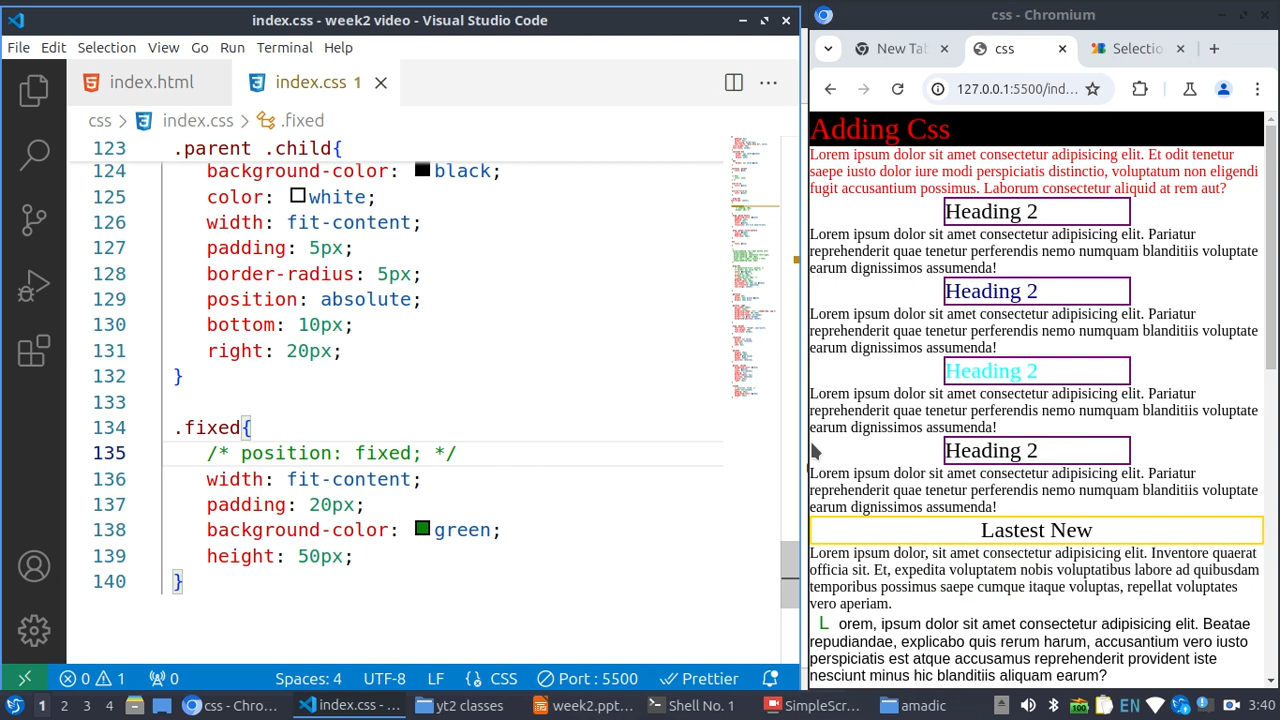 index.css - week2 video - Visual Studio Code
File Edit Selection View Go Run Terminal Help
index.html
index.css 1
css > index.css > .fixed
123 .parent .child{
124 background-color: black;
125 color: white;
126 width: fit-content;
127 padding: 5px;
128 border-radius: 5px;
129 position: absolute;
130 bottom: 10px;
131 right: 20px;
132 }
133
134 .fixed{
135 /* position: fixed; */
136 width: fit-content;
137 padding: 20px;
138 background-color: green;
139 height: 50px;
140 }
0 1 0 Spaces: 4 UTF-8 LF {} CSS Port : 5500 Prettier
css - Chromium
New Tab css Selectio
127.0.0.1:5500/ind...
Adding Css
Lorem ipsum dolor sit amet consectetur adipisicing elit. Et odit tenetur
saepe iusto dolor iure modi perspiciatis distinctio, voluptatum non eligendi
fugit accusantium possimus. Laborum consectetur aliquid at rem aut?
Heading 2
Lorem ipsum dolor sit amet consectetur adipisicing elit. Pariatur
reprehenderit quae tenetur perferendis nemo numquam blanditiis voluptate
earum dignissimos assumenda!
Heading 2
Lorem ipsum dolor sit amet consectetur adipisicing elit. Pariatur
reprehenderit quae tenetur perferendis nemo numquam blanditiis voluptate
earum dignissimos assumenda!
Heading 2
Lorem ipsum dolor sit amet consectetur adipisicing elit. Pariatur
reprehenderit quae tenetur perferendis nemo numquam blanditiis voluptate
earum dignissimos assumenda!
Heading 2
Lorem ipsum dolor sit amet consectetur adipisicing elit. Pariatur
reprehenderit quae tenetur perferendis nemo numquam blanditiis voluptate
earum dignissimos assumenda!
Lastest New
Lorem ipsum dolor, sit amet consectetur adipisicing elit. Inventore quaerat
officia sit. Et, expedita voluptatem nobis voluptatibus labore ad quibusdam
temporibus possimus saepe cumque itaque voluptas, repellat voluptates
vero aperiam.
L orem, ipsum dolor sit amet consectetur adipisicing elit. Beatae
repudiandae, explicabo quis rerum harum, accusantium vero iusto
perspiciatis est atque accusamus reprehenderit provident iste
nesciunt minus hic blanditiis aliquam earum?
1 2 3 4 css - Chro... index.css - ... yt2 classes week2.ppt... Shell No. 1 SimpleScr... amadic 100 EN 3:40